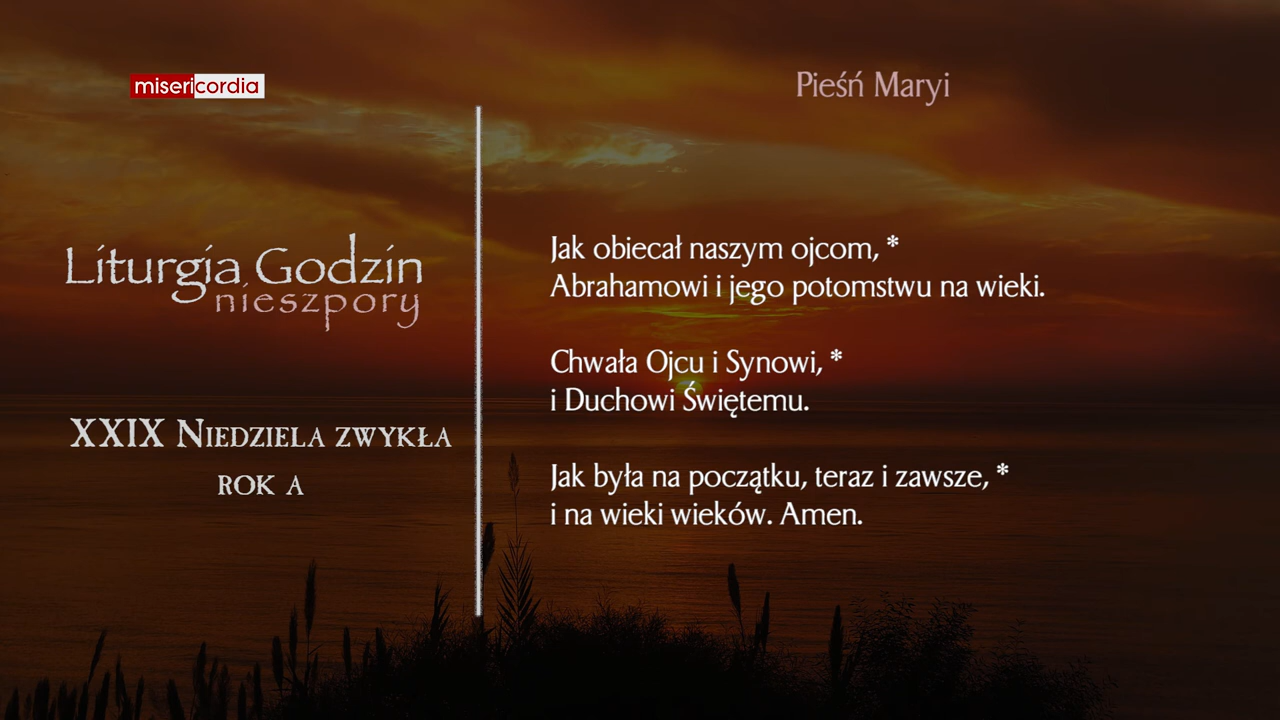 misericordia
Pieśń Maryi
Liturgia Godzin
nieszpory
XXIX Niedziela zwykła
rok A
Jak obiecał naszym ojcom, *
Abrahamowi i jego potomstwu na wieki.
Chwała Ojcu i Synowi, *
i Duchowi Świętemu.
Jak była na początku, teraz i zawsze, *
i na wieki wieków. Amen.